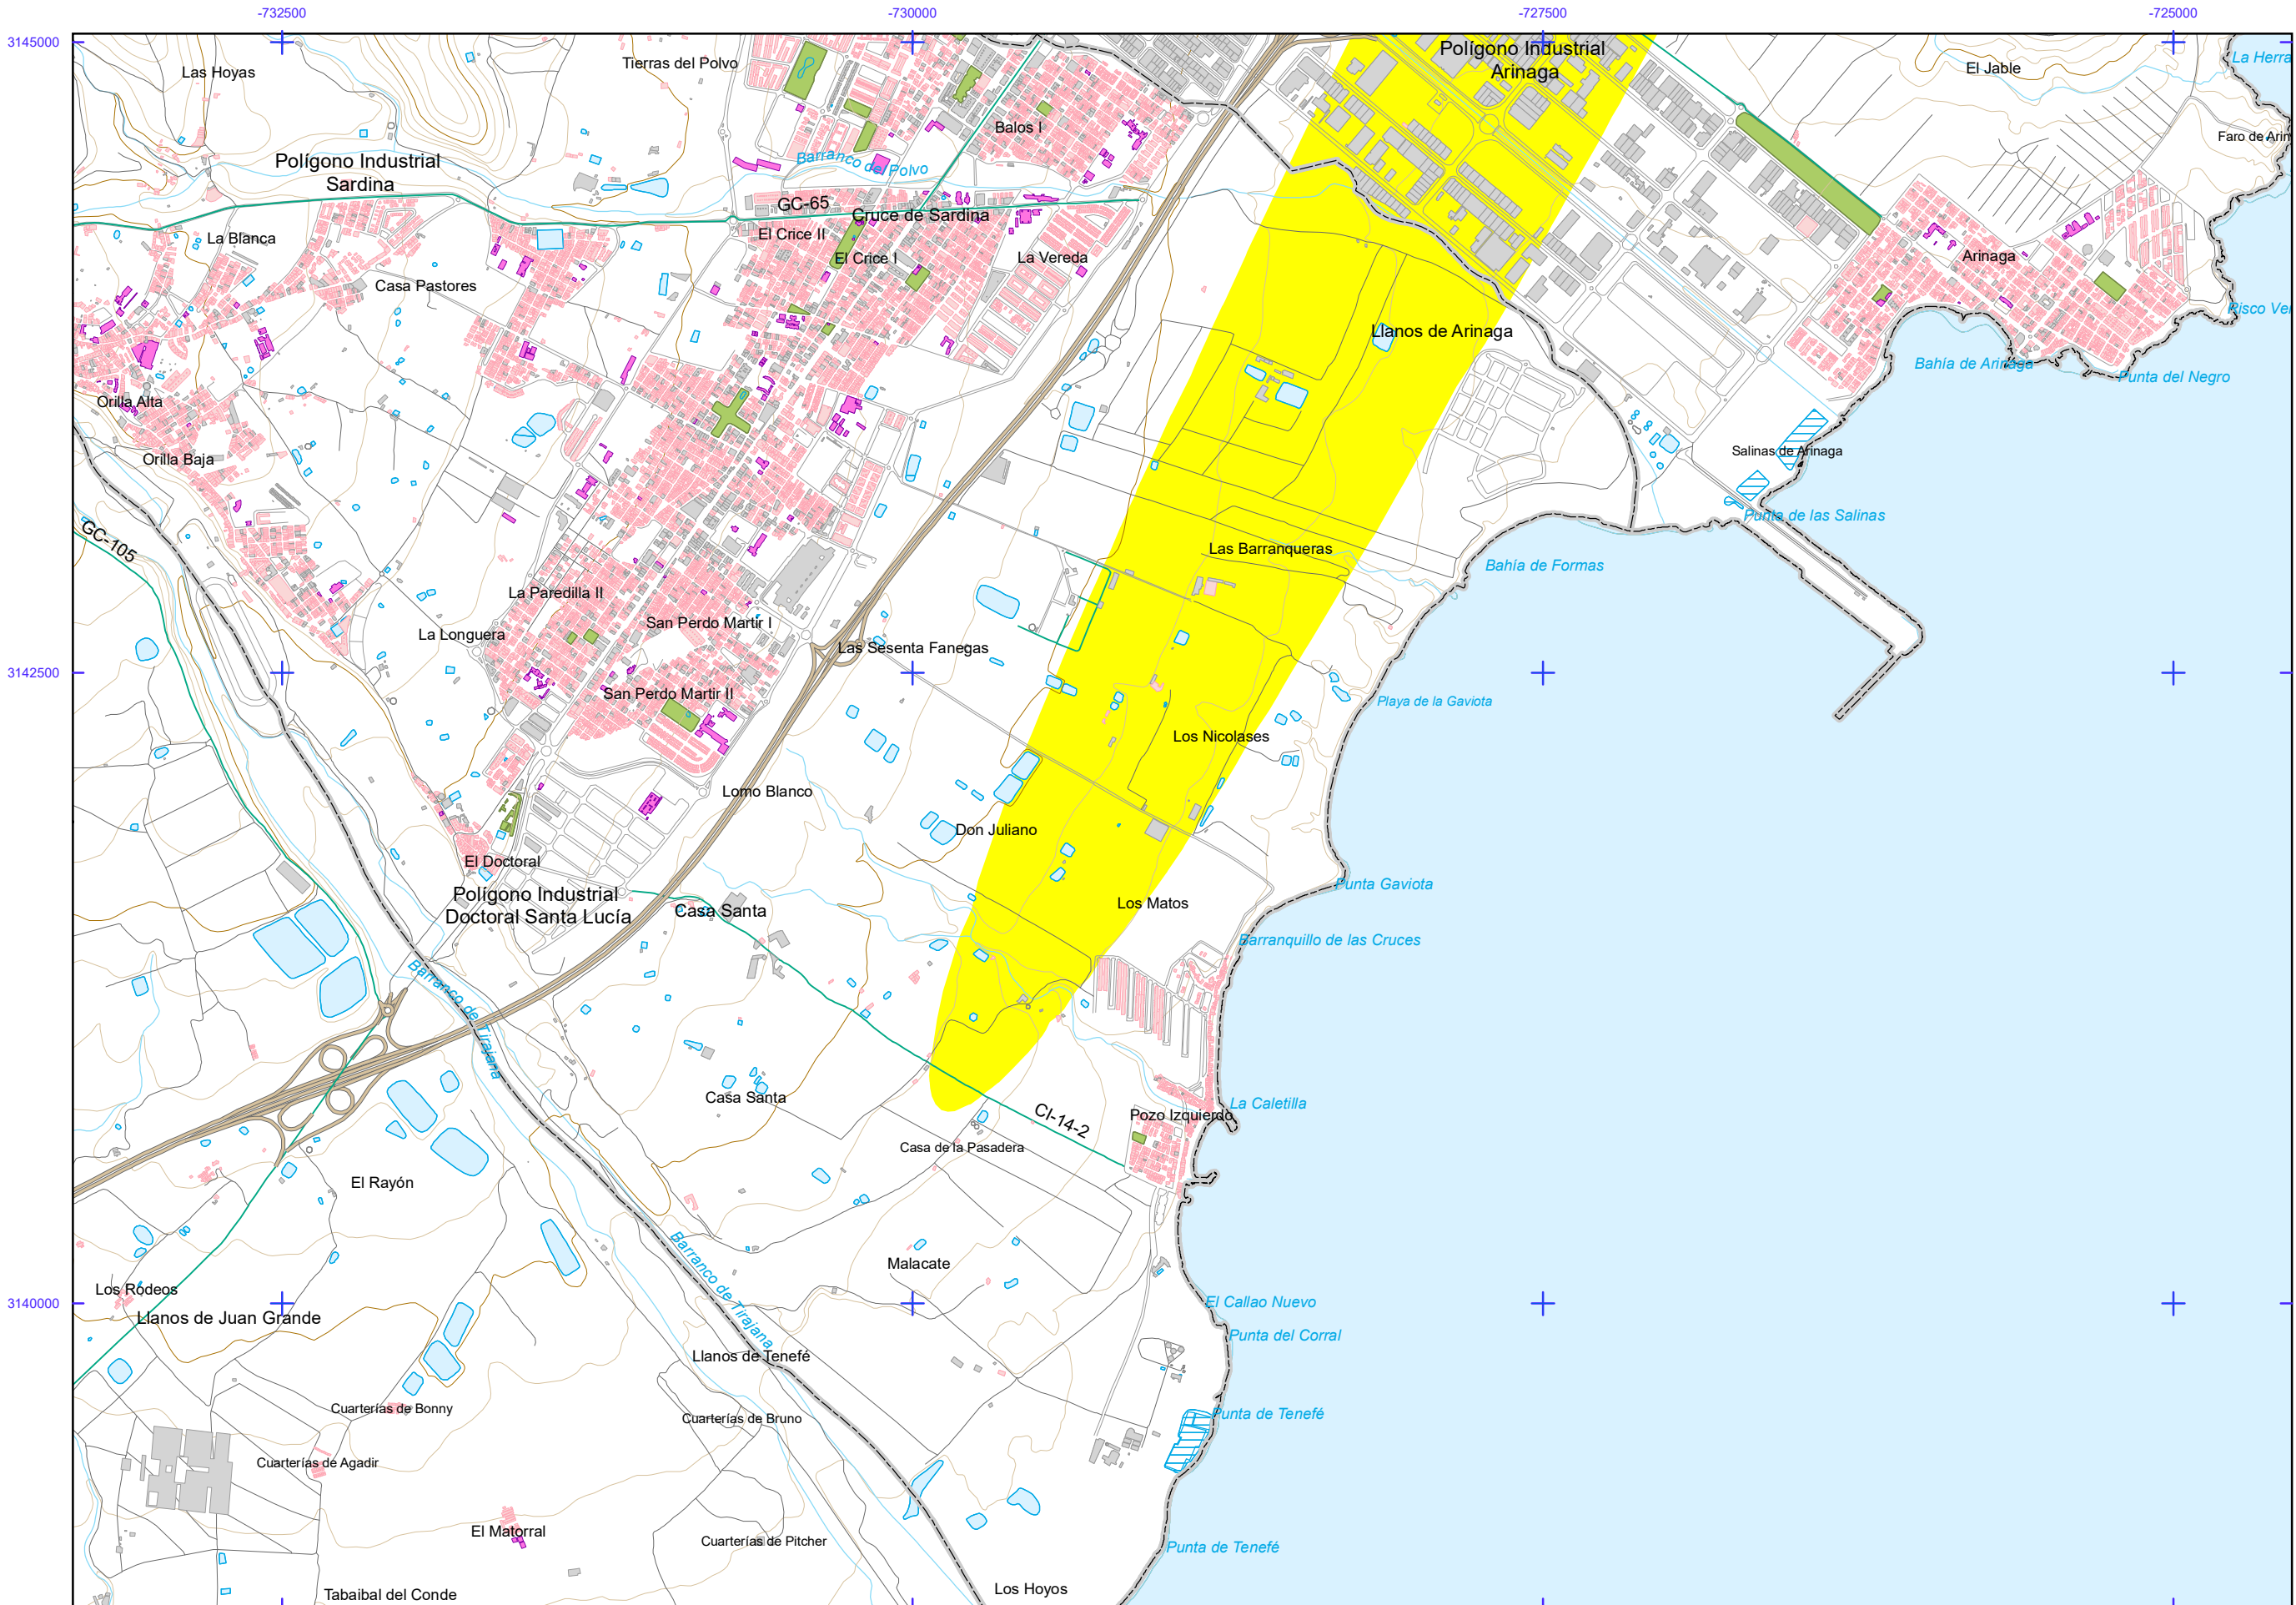 -732500
-730000
-727500
-725000
3145000
Las Hoyas
Tierras del Polvo
Polígono Industrial
Arinaga
El Jable
La Herra
Faro de Arin
Balos I
Polígono Industrial
Sardina
Barranco del Polvo
GC-65
Cruce de Sardina
La Blanca
El Crice II
El Crice I
La Vereda
Arinaga
Casa Pastores
Risco Ver
Llanos de Arinaga
Bahía de Arinaga
Punta del Negro
Orilla Alta
Orilla Baja
Salinas de Arinaga
GC-105
Punta de las Salinas
Las Barranqueras
Bahía de Formas
La Paredilla II
San Perdo Martir I
La Longuera
Las Sesenta Fanegas
3142500
San Perdo Martir II
Playa de la Gaviota
Los Nicolases
Lomo Blanco
Don Juliano
El Doctoral
Polígono Industrial
Doctoral Santa Lucía
Punta Gaviota
Casa Santa
Los Matos
Barranquillo de las Cruces
Barranco de Tirajana
Casa Santa
La Caletilla
CI-14-2
Pozo Izquierdo
Casa de la Pasadera
El Rayón
Barranco de Tirajana
Malacate
Los Rodeos
3140000
El Callao Nuevo
Llanos de Juan Grande
Punta del Corral
Llanos de Tenefé
Cuarterías de Bonny
Cuarterías de Bruno
Punta de Tenefé
Cuarterías de Agadir
El Matorral
Cuarterías de Pitcher
Punta de Tenefé
Los Hoyos
Tabaibal del Conde